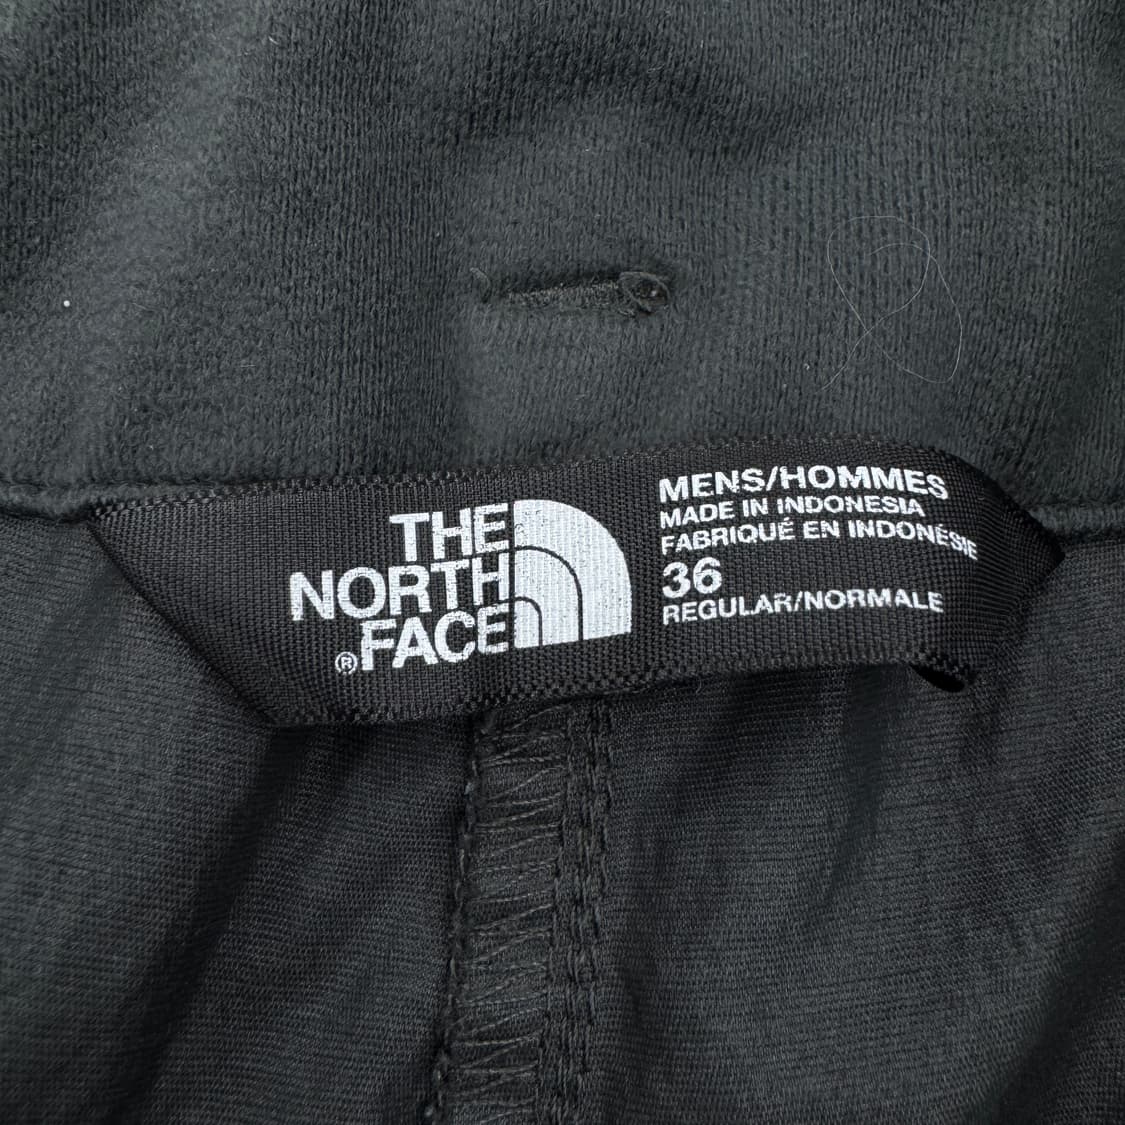 THE
NORTH
®FACE
MENS/HOMMES
MADE IN INDONESIA
FABRIQUÉ EN INDONÉSIE
36
REGULAR/NORMALE